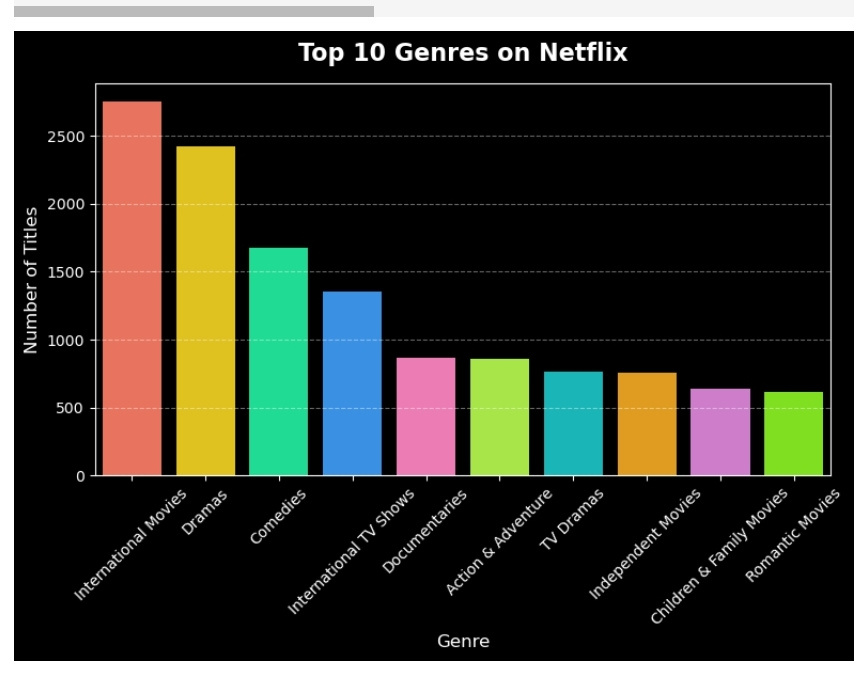 Top 10 Genres on Netflix
Number of Titles
2500
2000
1500
1000
500
0
International Movies
Dramas
Comedies
International TV Shows
Documentaries
Action & Adventure
TV Dramas
Independent Movies
Children & Family Movies
Romantic Movies
Genre